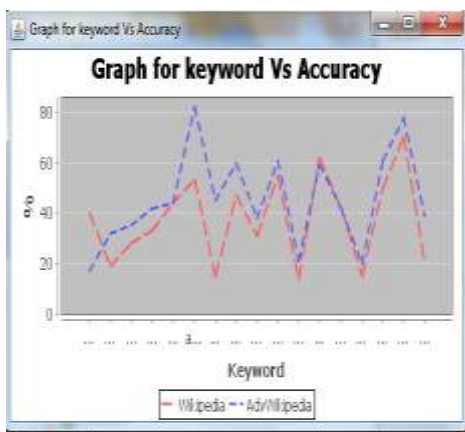 Graph for keyword Vs Accuracy
Graph for keyword Vs Accuracy
80
60
%
40
20
0
... ... ... ... ... a... ... ... ... ... ... ... ... ... ... ... ...
Keyword
Wikipedia AdvWikipedia